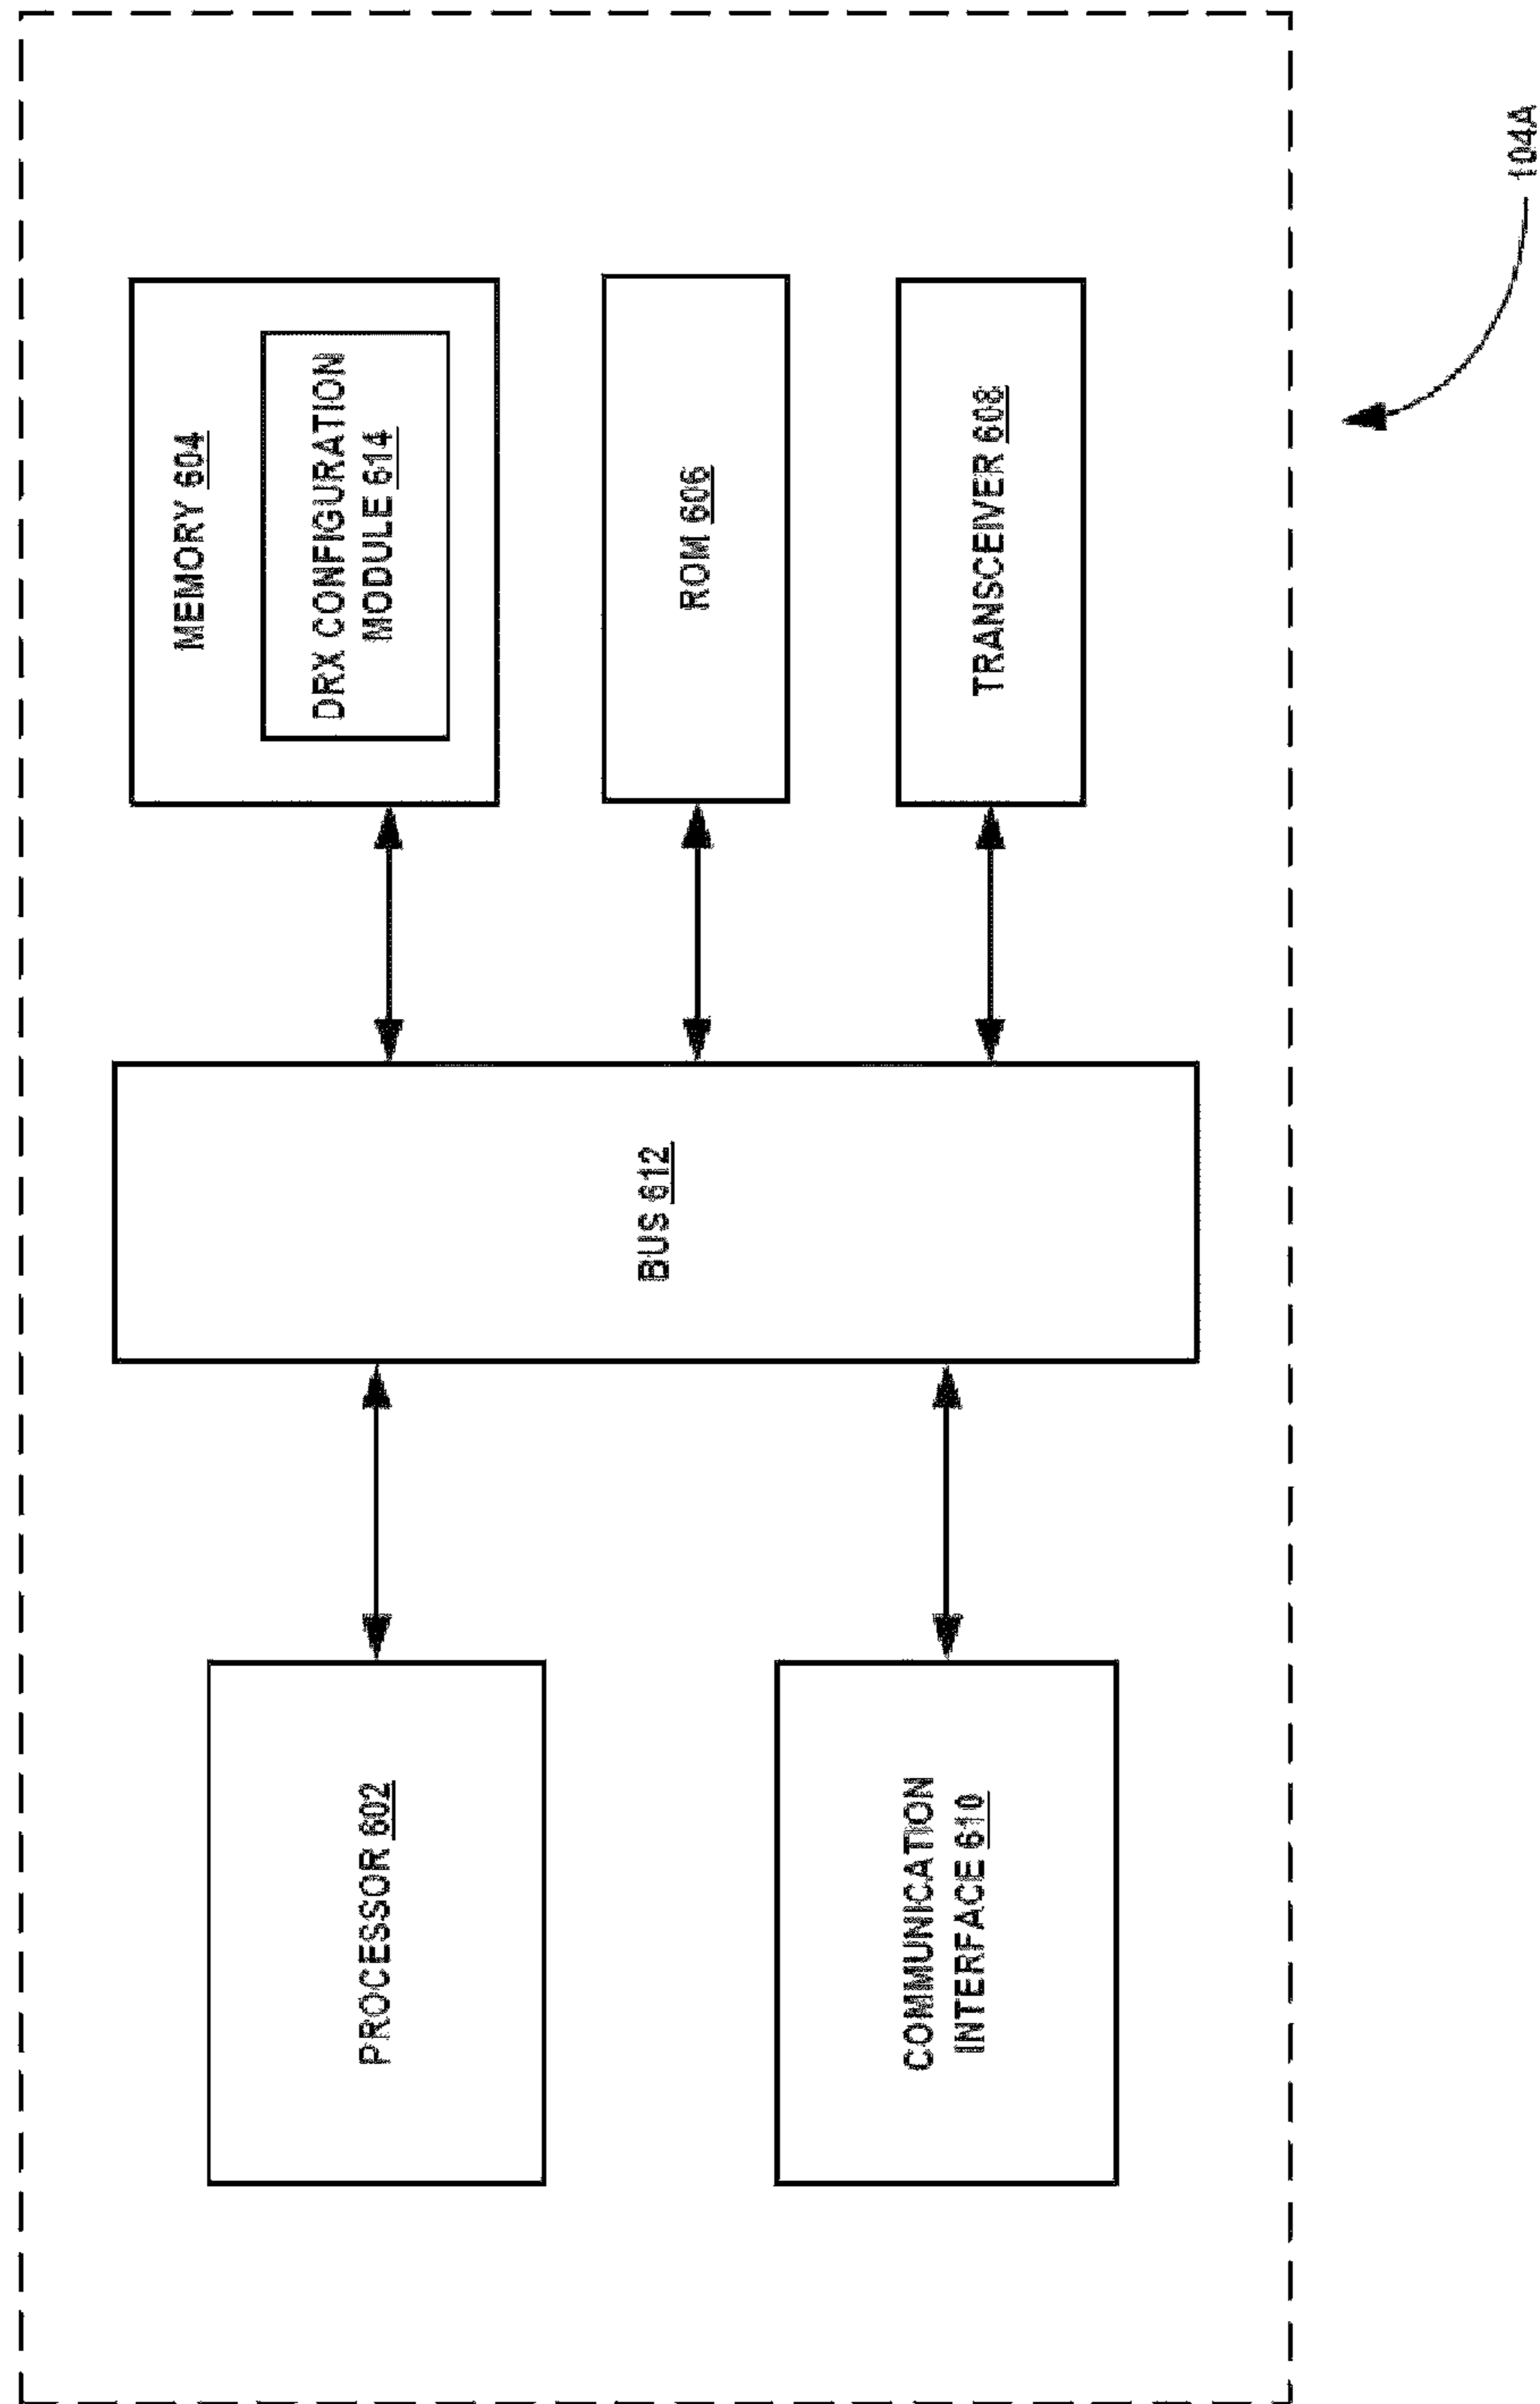 MEMORY 604
DRX CONFIGURATION
MODULE 614
PROCESSOR 602
ROM 606
BUS 612
COMMUNICATION
INTERFACE 610
TRANSCEIVER 608
104A